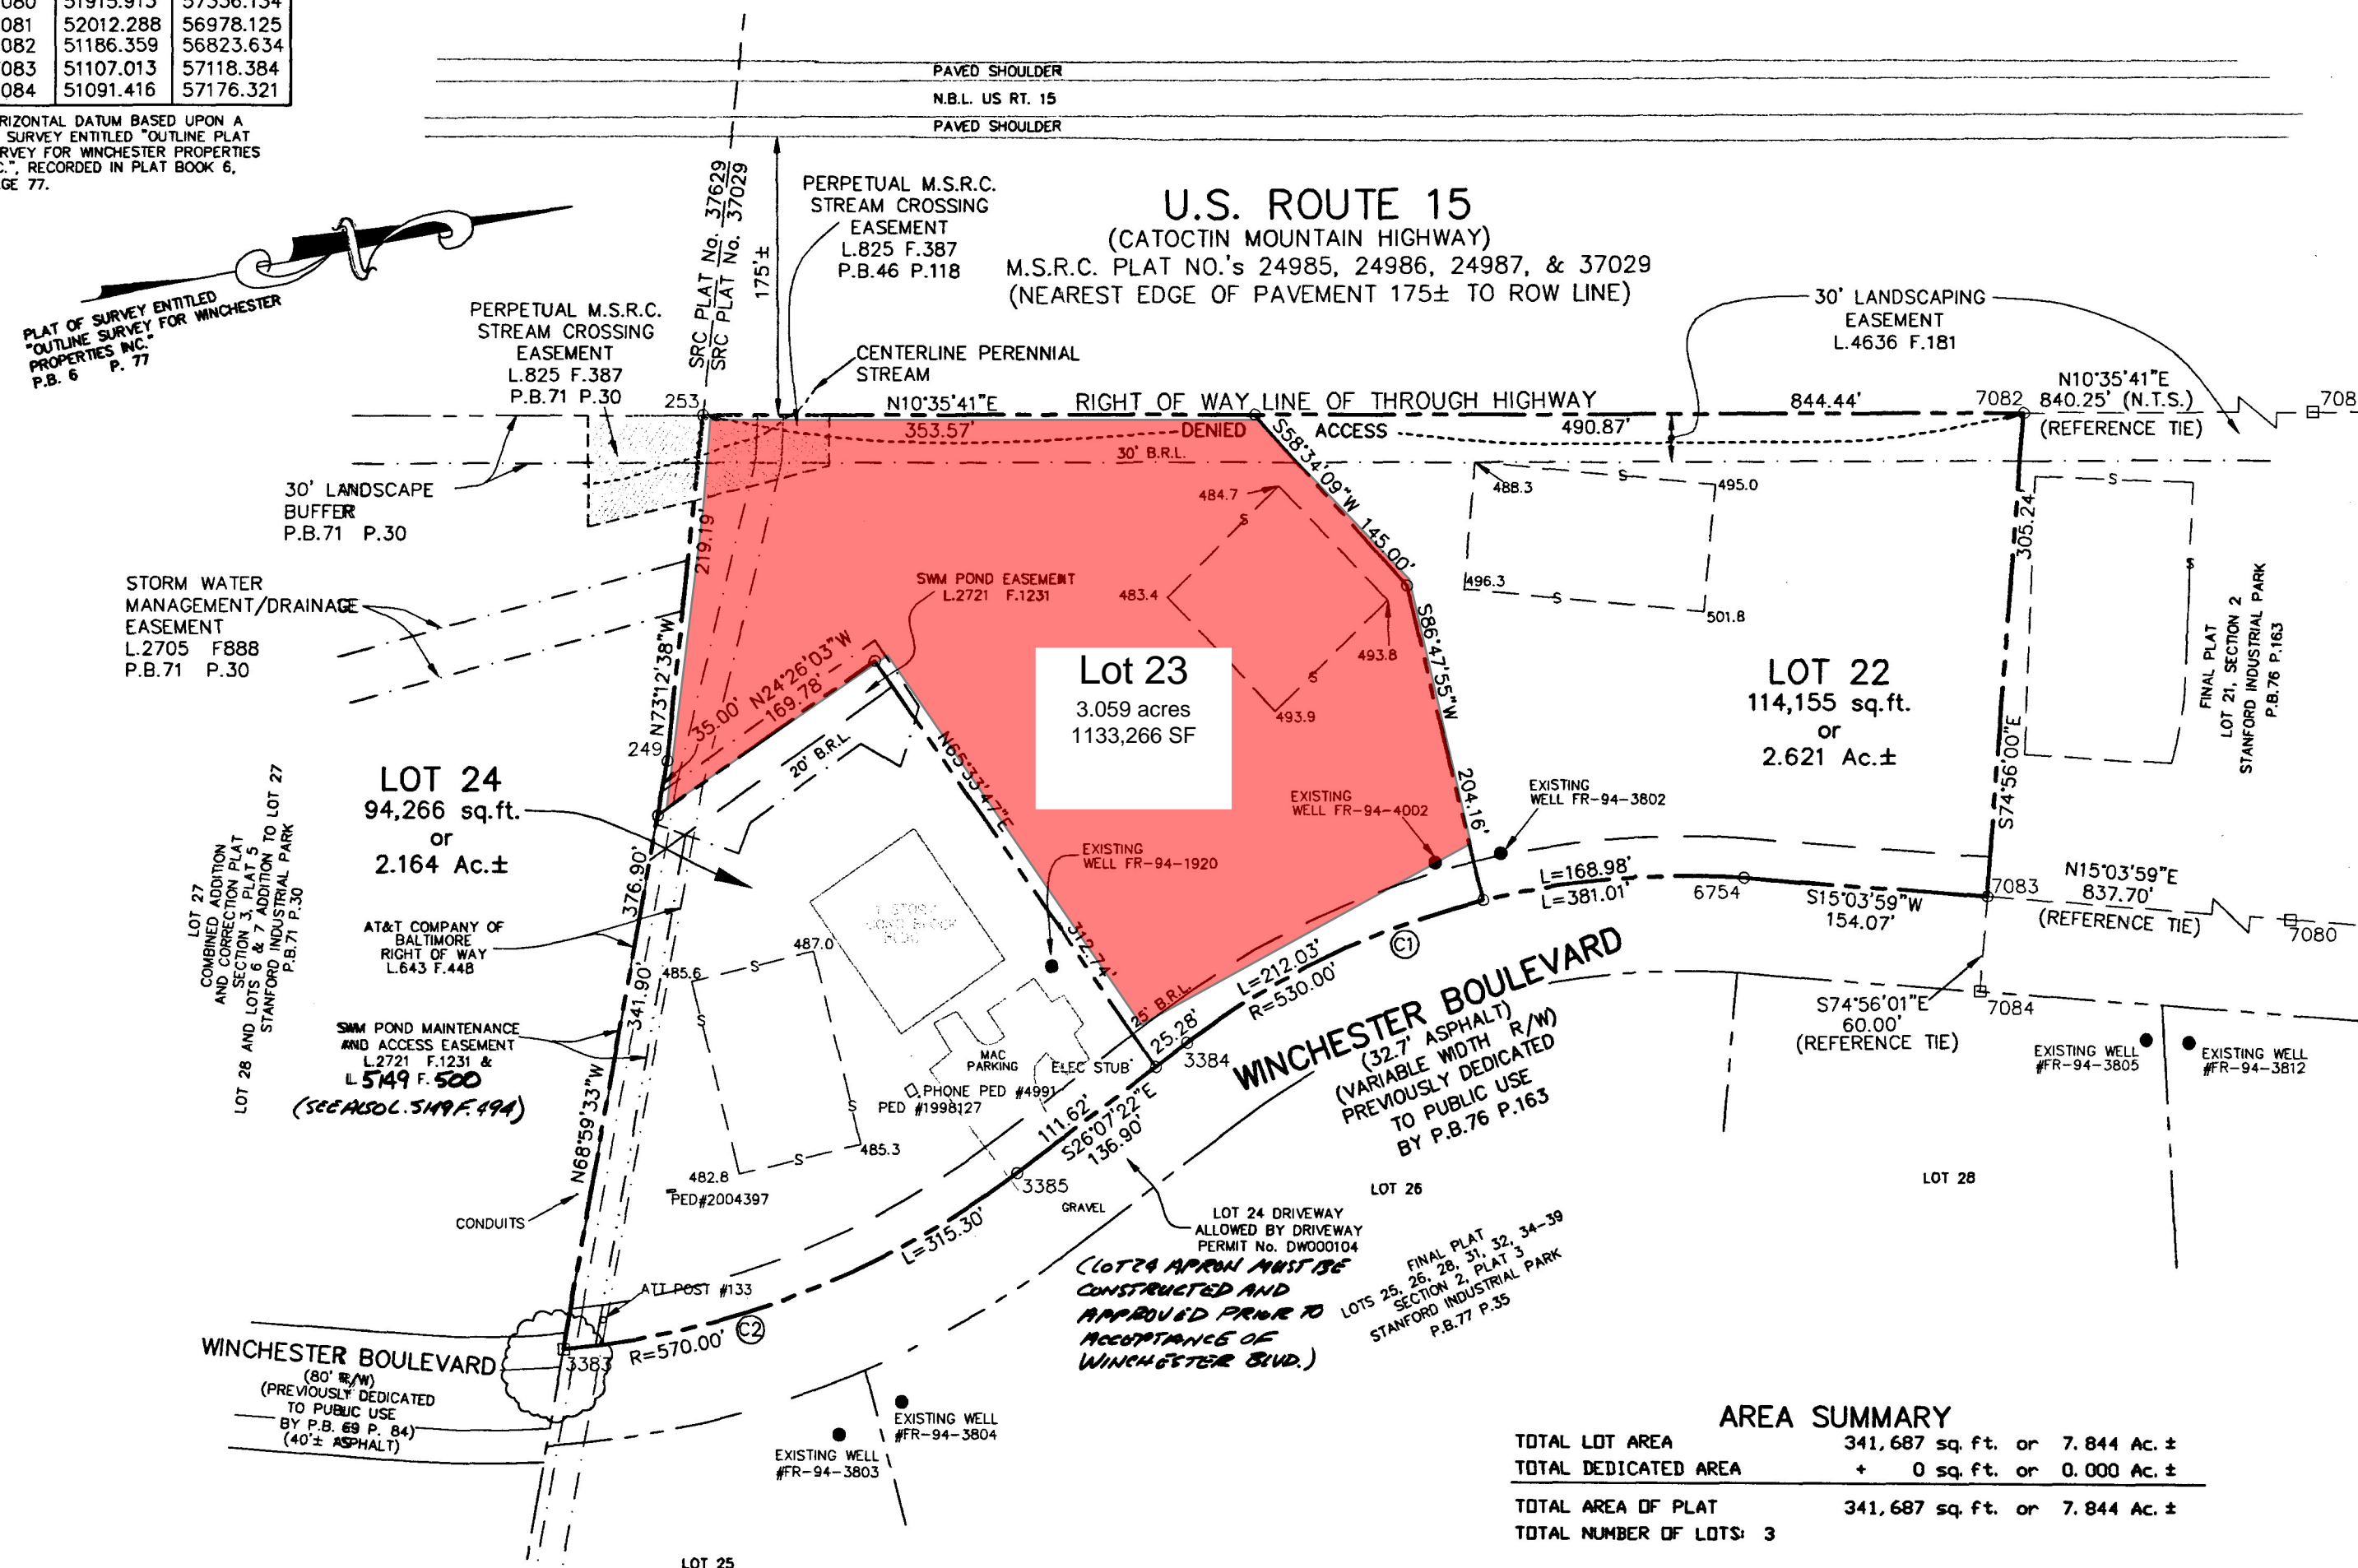 080 51915.913 57336.134
081 52012.288 56978.125
082 51186.359 56823.634
083 51107.013 57118.384
084 51091.416 57176.321
RIZONTAL DATUM BASED UPON A
SURVEY ENTITLED "OUTLINE PLAT
RVEY FOR WINCHESTER PROPERTIES
C.", RECORDED IN PLAT BOOK 6,
GE 77.
PLAT OF SURVEY ENTITLED
"OUTLINE SURVEY FOR WINCHESTER
PROPERTIES INC."
P.B. 6 P. 77
PAVED SHOULDER
N.B.L. US RT. 15
PAVED SHOULDER
SRC PLAT No. 37629
SRC PLAT No. 37029
175'±
PERPETUAL M.S.R.C.
STREAM CROSSING
EASEMENT
L.825 F.387
P.B.46 P.118
U.S. ROUTE 15
(CATOCTIN MOUNTAIN HIGHWAY)
M.S.R.C. PLAT NO.'s 24985, 24986, 24987, & 37029
(NEAREST EDGE OF PAVEMENT 175± TO ROW LINE)
30' LANDSCAPING
EASEMENT
L.4636 F.181
PERPETUAL M.S.R.C.
STREAM CROSSING
EASEMENT
L.825 F.387
P.B.71 P.30
CENTERLINE PERENNIAL
STREAM
253
N10°35'41"E RIGHT OF WAY LINE OF THROUGH HIGHWAY 844.44'
7082
N10°35'41"E
840.25' (N.T.S.)
(REFERENCE TIE)
708
353.57' DENIED ACCESS 490.87'
30' B.R.L.
30' LANDSCAPE
BUFFER
P.B.71 P.30
STORM WATER
MANAGEMENT/DRAINAGE
EASEMENT
L.2705 F888
P.B.71 P.30
219.19'
N73°12'38"W
249
35.00'
N24°26'03"W
169.78'
20' B.R.L.
SWM POND EASEMENT
L.2721 F.1231
S58°34'09"W 145.00'
484.7
S
483.4
493.8
S
493.9
488.3
S
495.0
496.3
S
501.8
S86°47'55"W
204.16'
305.24'
S74°56'00"E
S
S
FINAL PLAT
LOT 21, SECTION 2
STANFORD INDUSTRIAL PARK
P.B.76 P.163
Lot 23
3.059 acres
1133,266 SF
LOT 22
114,155 sq.ft.
or
2.621 Ac.±
LOT 24
94,266 sq.ft.
or
2.164 Ac.±
LOT 27
COMBINED ADDITION
AND CORRECTION PLAT
SECTION 3, PLAT 5
LOT 28 AND LOTS 6 & 7 ADDITION TO LOT 27
STANFORD INDUSTRIAL PARK
P.B.71 P.30
N65°33'47"E
312.74'
EXISTING
WELL FR-94-4002
EXISTING
WELL FR-94-3802
EXISTING
WELL FR-94-1920
L=168.98'
L=381.01'
6754
S15°03'59"W
154.07'
7083
N15°03'59"E
837.70'
(REFERENCE TIE)
7080
C1
L=212.03'
R=530.00'
25' B.R.L.
25.28'
3384
WINCHESTER BOULEVARD
(32.7' ASPHALT)
(VARIABLE WIDTH R/W)
PREVIOUSLY DEDICATED
TO PUBLIC USE
BY P.B.76 P.163
S74°56'01"E
60.00'
(REFERENCE TIE)
7084
EXISTING WELL
#FR-94-3805
EXISTING WELL
#FR-94-3812
376.90'
341.90'
N68°59'33"W
AT&T COMPANY OF
BALTIMORE
RIGHT OF WAY
L.643 F.448
SWM POND MAINTENANCE
AND ACCESS EASEMENT
L.2721 F.1231 &
L.5149 F.500
(SEE ALSO L.5149 F.494)
CONDUITS
487.0
S
485.6
S
S
485.3
S
482.8
PED#2004397
MAC
PARKING
ELEC STUB
PHONE PED #4991
PED #1998127
111.62'
S26°07'22"E
136.90'
3385
GRAVEL
L=315.30'
LOT 24 DRIVEWAY
ALLOWED BY DRIVEWAY
PERMIT No. DW000104
(LOT 24 APRON MUST BE
CONSTRUCTED AND
APPROVED PRIOR TO
ACCEPTANCE OF
WINCHESTER BLVD.)
LOT 26
LOT 28
FINAL PLAT
LOTS 25, 26, 28, 31, 32, 34-39
SECTION 2, PLAT 3
STANFORD INDUSTRIAL PARK
P.B.77 P.35
ATT POST #133
3383
R=570.00'
C2
WINCHESTER BOULEVARD
(80' R/W)
(PREVIOUSLY DEDICATED
TO PUBLIC USE
BY P.B. 69 P. 84)
(40'± ASPHALT)
EXISTING WELL
#FR-94-3804
EXISTING WELL
#FR-94-3803
LOT 25
AREA SUMMARY
TOTAL LOT AREA 341,687 sq. ft. or 7.844 Ac. ±
TOTAL DEDICATED AREA + 0 sq. ft. or 0.000 Ac. ±
TOTAL AREA OF PLAT 341,687 sq. ft. or 7.844 Ac. ±
TOTAL NUMBER OF LOTS: 3